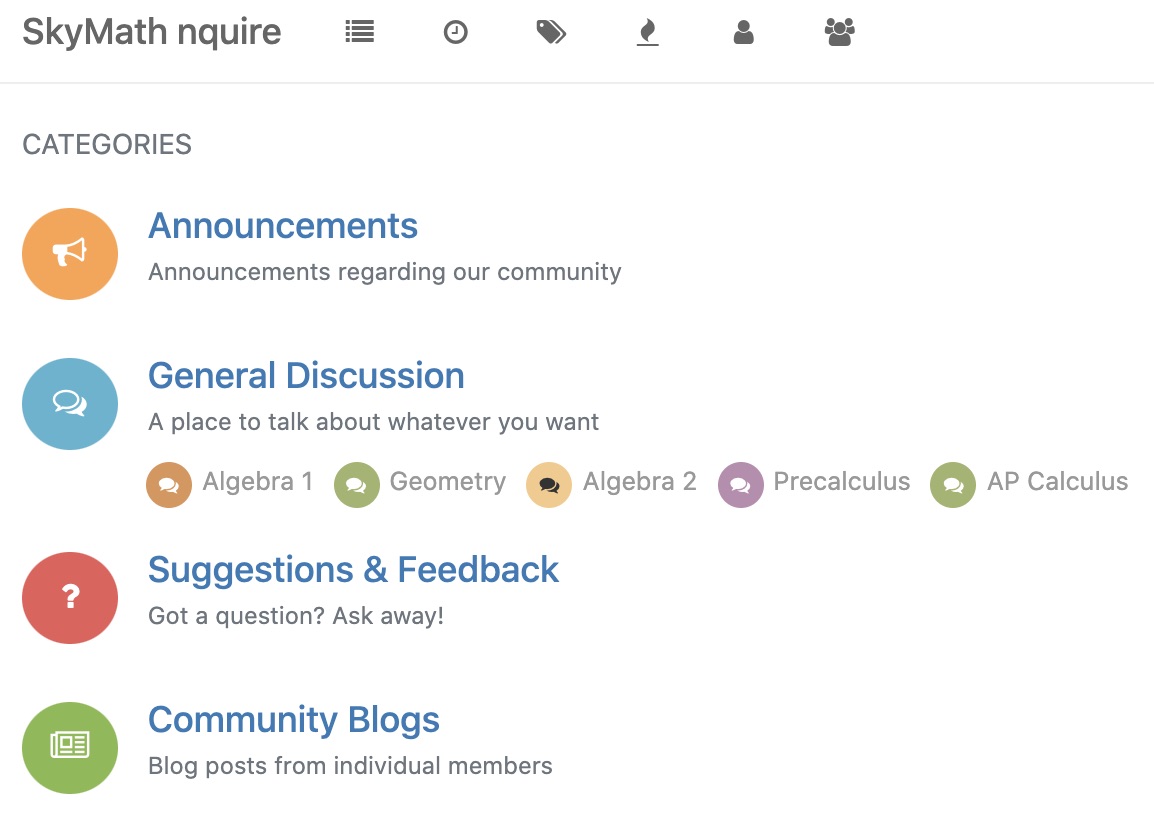 SkyMath nquire
CATEGORIES
Announcements
Announcements regarding our community
General Discussion
A place to talk about whatever you want
Algebra 1 Geometry Algebra 2 Precalculus AP Calculus
Suggestions & Feedback
? Got a question? Ask away!
Community Blogs
Blog posts from individual members